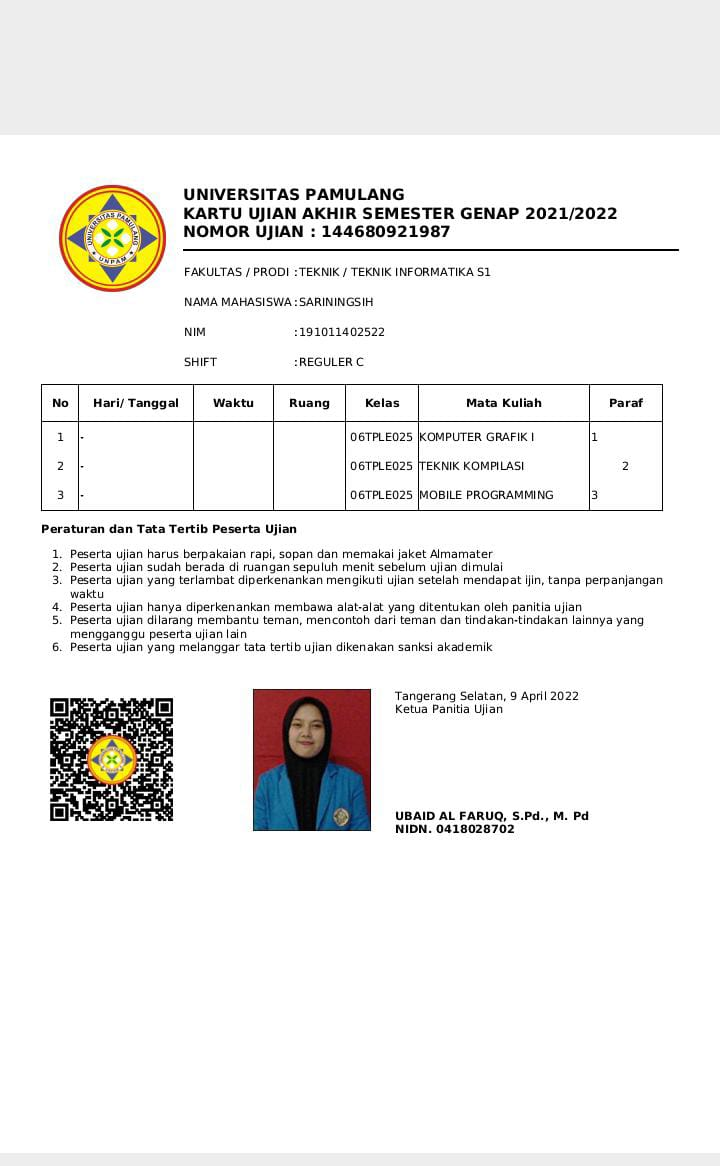 UNIVERSITAS PAMULANG
UNPAM
UNIVERSITAS PAMULANG
KARTU UJIAN AKHIR SEMESTER GENAP 2021/2022
NOMOR UJIAN : 144680921987
FAKULTAS / PRODI : TEKNIK / TEKNIK INFORMATIKA S1
NAMA MAHASISWA : SARININGSIH
NIM : 191011402522
SHIFT : REGULER C
No Hari/ Tanggal Waktu Ruang Kelas Mata Kuliah Paraf
1 - 06TPLE025 KOMPUTER GRAFIK I 1
2 - 06TPLE025 TEKNIK KOMPILASI 2
3 - 06TPLE025 MOBILE PROGRAMMING 3
Peraturan dan Tata Tertib Peserta Ujian
1. Peserta ujian harus berpakaian rapi, sopan dan memakai jaket Almamater
2. Peserta ujian sudah berada di ruangan sepuluh menit sebelum ujian dimulai
3. Peserta ujian yang terlambat diperkenankan mengikuti ujian setelah mendapat ijin, tanpa perpanjangan
waktu
4. Peserta ujian hanya diperkenankan membawa alat-alat yang ditentukan oleh panitia ujian
5. Peserta ujian dilarang membantu teman, mencontoh dari teman dan tindakan-tindakan lainnya yang
mengganggu peserta ujian lain
6. Peserta ujian yang melanggar tata tertib ujian dikenakan sanksi akademik
Tangerang Selatan, 9 April 2022
Ketua Panitia Ujian
UBAID AL FARUQ, S.Pd., M. Pd
NIDN. 0418028702